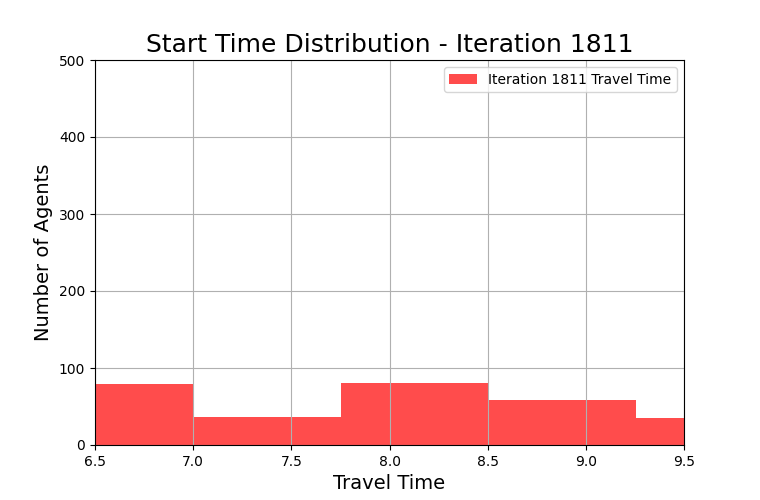 Start Time Distribution - Iteration 1811
Iteration 1811 Travel Time
Number of Agents
500
400
300
200
100
0
6.5 7.0 7.5 8.0 8.5 9.0 9.5
Travel Time